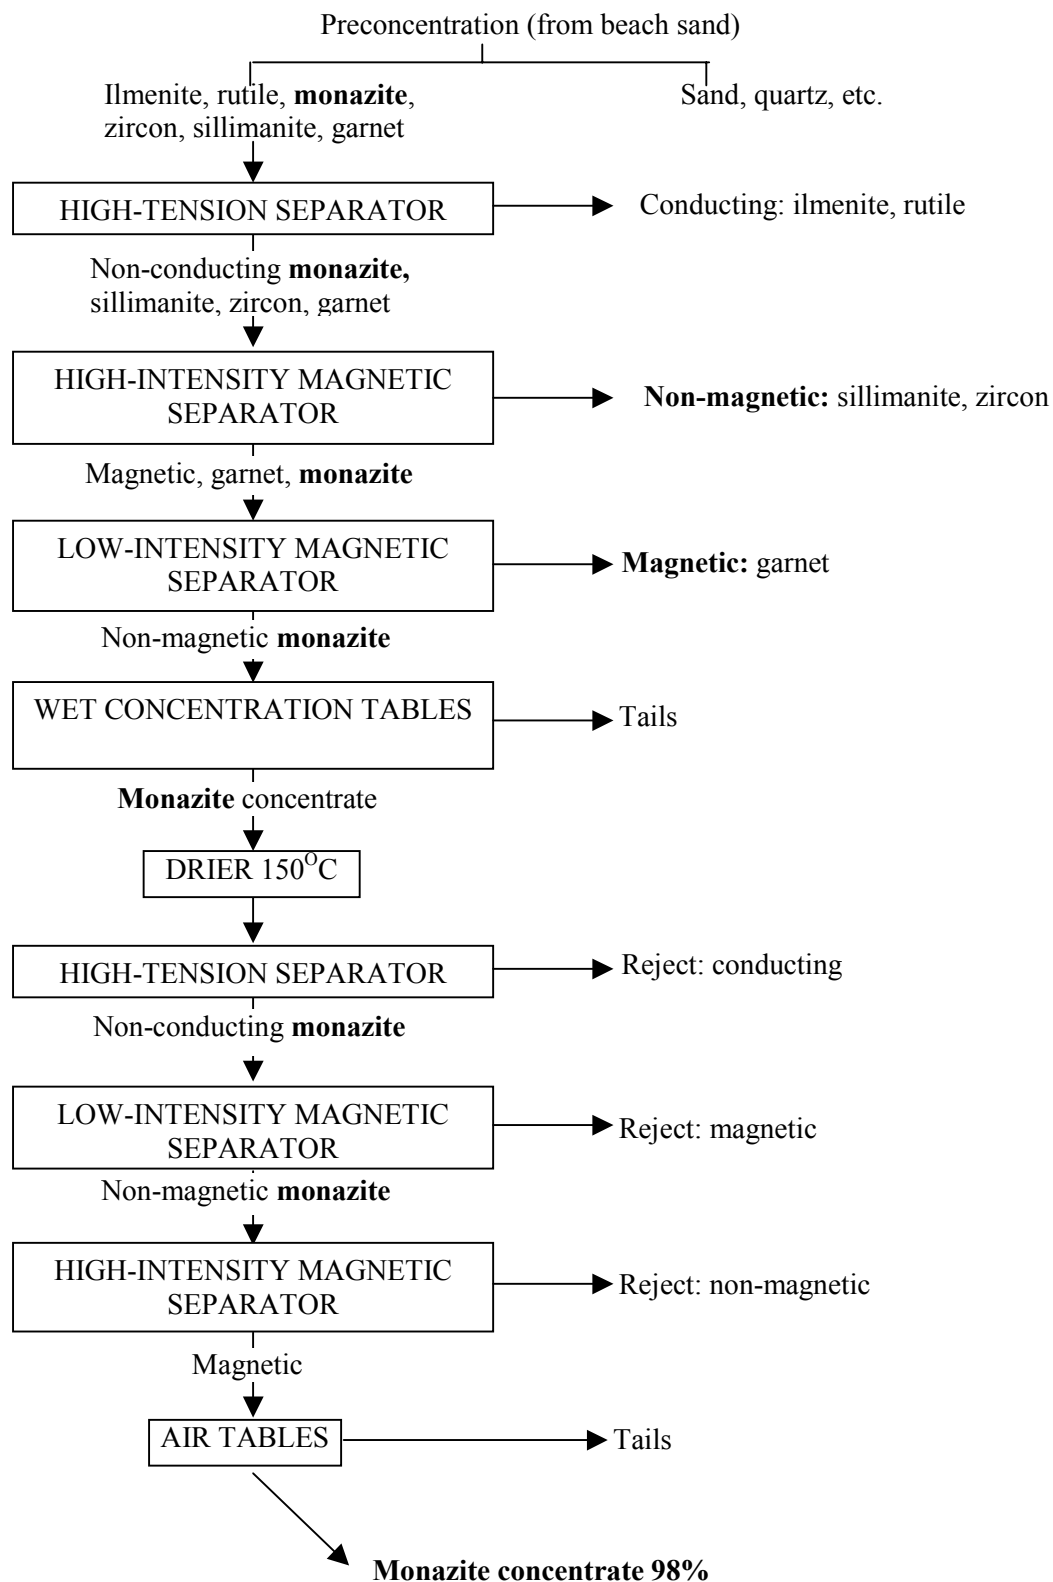 Preconcentration (from beach sand)
Ilmenite, rutile, monazite,
zircon, sillimanite, garnet
Sand, quartz, etc.
HIGH-TENSION SEPARATOR
Conducting: ilmenite, rutile
Non-conducting monazite,
sillimanite, zircon, garnet
HIGH-INTENSITY MAGNETIC
SEPARATOR
Non-magnetic: sillimanite, zircon
Magnetic, garnet, monazite
LOW-INTENSITY MAGNETIC
SEPARATOR
Magnetic: garnet
Non-magnetic monazite
WET CONCENTRATION TABLES
Tails
Monazite concentrate
DRIER 150°C
HIGH-TENSION SEPARATOR
Reject: conducting
Non-conducting monazite
LOW-INTENSITY MAGNETIC
SEPARATOR
Reject: magnetic
Non-magnetic monazite
HIGH-INTENSITY MAGNETIC
SEPARATOR
Reject: non-magnetic
Magnetic
AIR TABLES
Tails
Monazite concentrate 98%